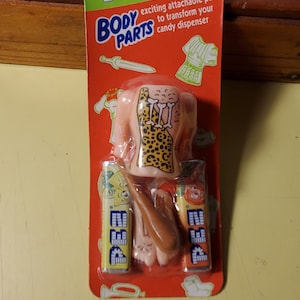 exciting attachable p
BODY PARTS
to transform your
candy dispenser
PEZ
PEZ